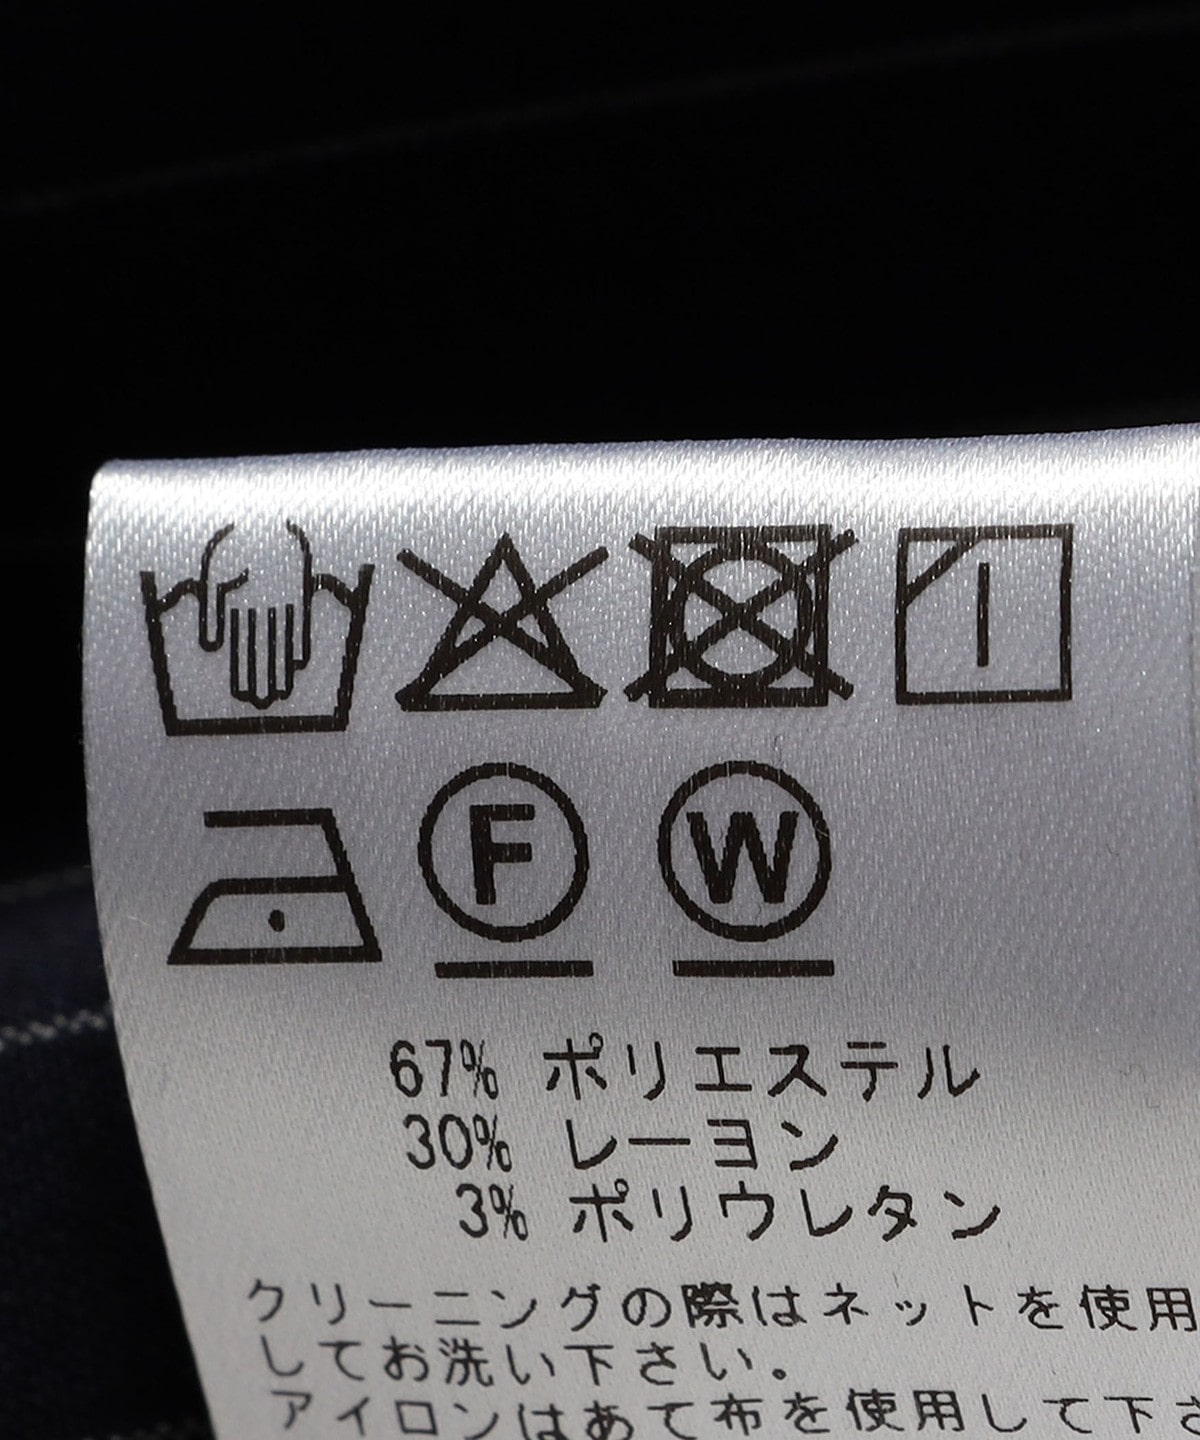 F W
67% ポリエステル
30% レーヨン
3% ポリウレタン
クリーニングの際はネットを使用
してお洗い下さい。
アイロンはあて布を使用して下さ